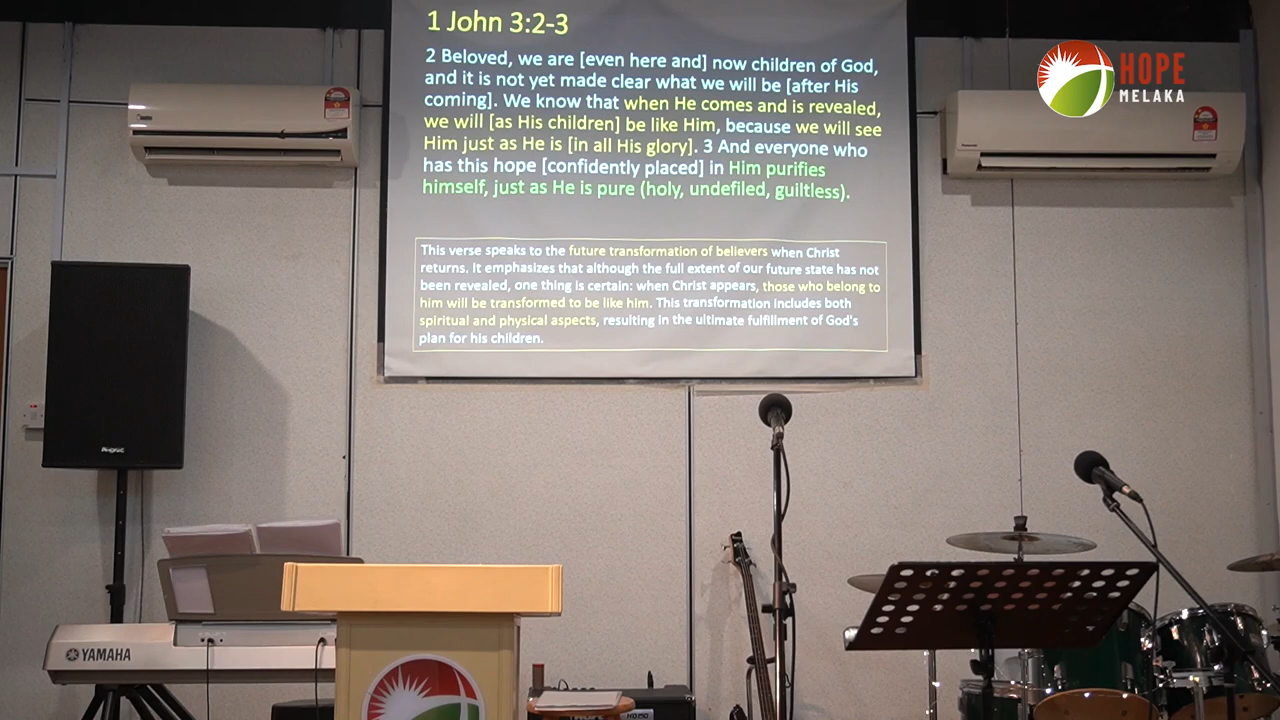 1 John 3:2-3
2 Beloved, we are [even here and] now children of God,
and it is not yet made clear what we will be [after His
coming]. We know that when He comes and is revealed,
we will [as His children] be like Him, because we will see
Him just as He is [in all His glory]. 3 And everyone who
has this hope [confidently placed] in Him purifies
himself, just as He is pure (holy, undefiled, guiltless).
This verse speaks to the future transformation of believers when Christ
returns. It emphasizes that although the full extent of our future state has not
been revealed, one thing is certain: when Christ appears, those who belong to
him will be transformed to be like him. This transformation includes both
spiritual and physical aspects, resulting in the ultimate fulfillment of God's
plan for his children.
HOPE
MELAKA
Panasonic
YAMAHA
HD150